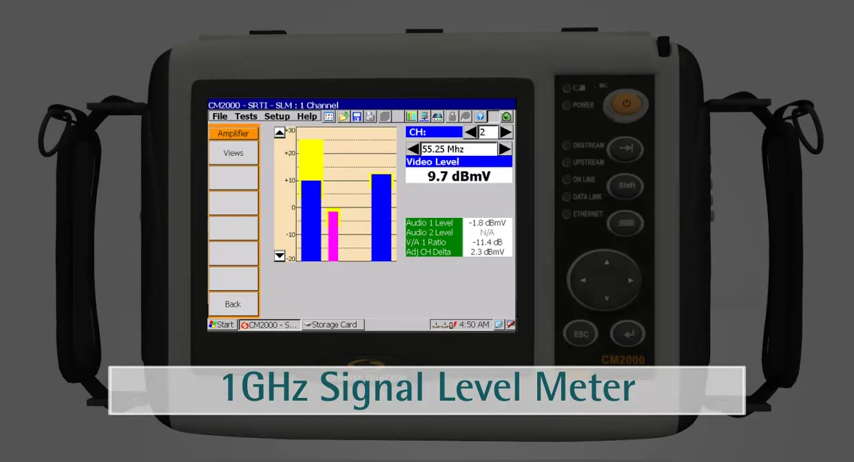 CM2000 - SRTI - SLM : 1 Channel
File Tests Setup Help
Amplifier
Views
Back
+30
+20
+10
0
-10
-20
CH: 2
55.25 Mhz
Video Level
9.7 dBmV
Audio 1 Level -1.8 dBmV
Audio 2 Level N/A
V/A 1 Ratio -11.4 dB
Adj CH Delta 2.3 dBmV
Start CM2000 - S... Storage Card 4:50 AM
POWER
DNSTREAM
UPSTREAM
ON LINE
DATA LINK
ETHERNET
Shift
ESC
CM2000
1GHz Signal Level Meter